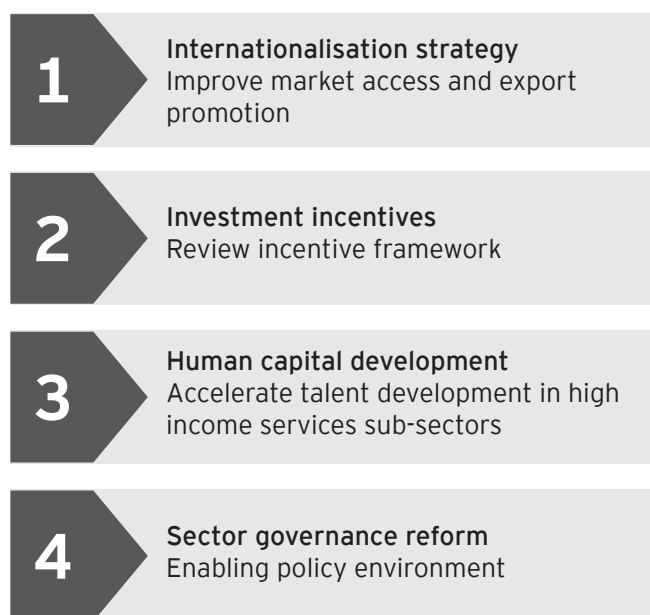 1
Internationalisation strategy
Improve market access and export
promotion
2
Investment incentives
Review incentive framework
3
Human capital development
Accelerate talent development in high
income services sub-sectors
4
Sector governance reform
Enabling policy environment